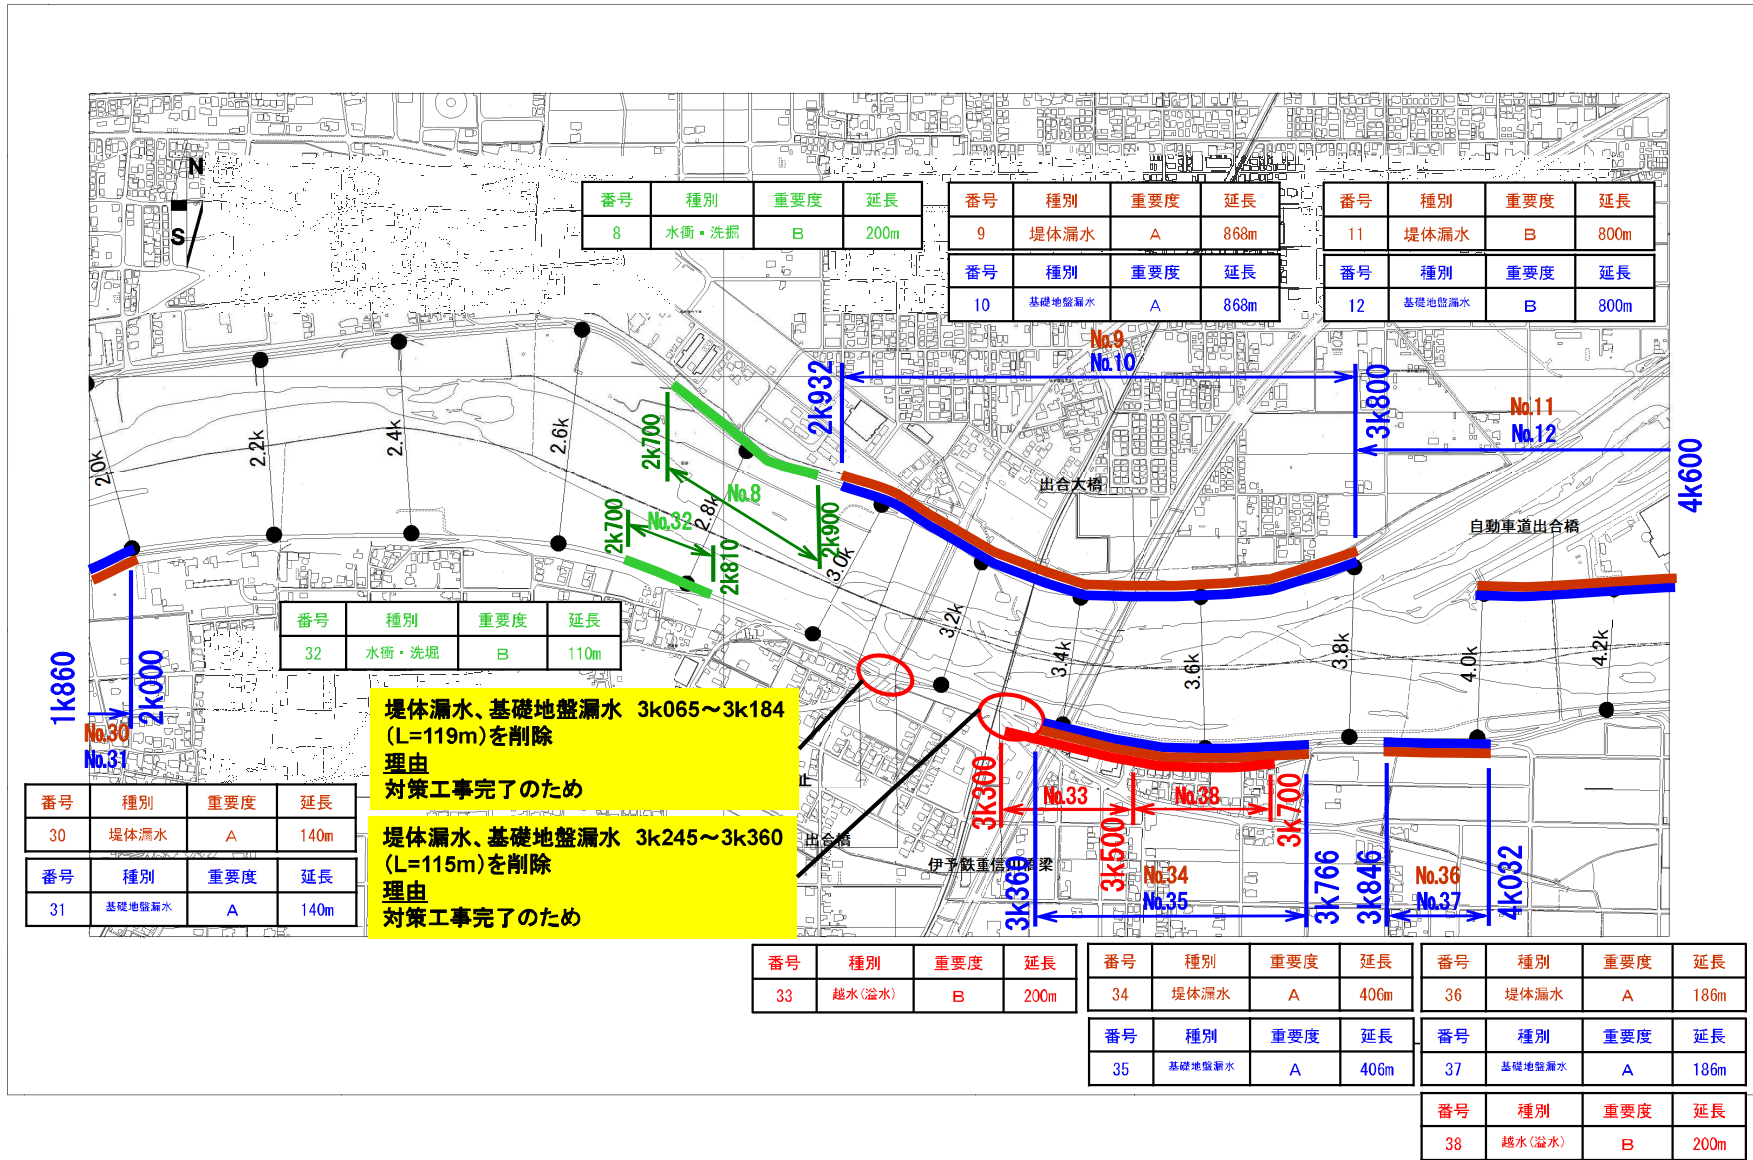 N
S
番号 種別 重要度 延長
8 水衝・洗掘 B 200m
番号 種別 重要度 延長
9 堤体漏水 A 868m
番号 種別 重要度 延長
10 基礎地盤漏水 A 868m
番号 種別 重要度 延長
11 堤体漏水 B 800m
番号 種別 重要度 延長
12 基礎地盤漏水 B 800m
No.9
No.10
2k932
3k800
No.11
No.12
4k600
2.0k
2.2k
2.4k
2.6k
2k700
No.8
2k900
2k700
No.32
2k810
2.8k
3.0k
3.2k
3.4k
3.6k
3.8k
4.0k
4.2k
出合大橋
自動車道出合橋
番号 種別 重要度 延長
32 水衝・洗堀 B 110m
1k860
2k000
No.30
No.31
堤体漏水、基礎地盤漏水 3k065～3k184
(L=119m)を削除
理由
対策工事完了のため
止
堤体漏水、基礎地盤漏水 3k245～3k360
(L=115m)を削除
理由
対策工事完了のため
出合橋
伊予鉄重信川橋梁
3k300
No.33
3k500
No.38
3k700
3k360
No.34
No.35
3k766
3k846
No.36
No.37
4k032
番号 種別 重要度 延長
30 堤体漏水 A 140m
番号 種別 重要度 延長
31 基礎地盤漏水 A 140m
番号 種別 重要度 延長
33 越水(溢水) B 200m
番号 種別 重要度 延長
34 堤体漏水 A 406m
番号 種別 重要度 延長
35 基礎地盤漏水 A 406m
番号 種別 重要度 延長
36 堤体漏水 A 186m
番号 種別 重要度 延長
37 基礎地盤漏水 A 186m
番号 種別 重要度 延長
38 越水(溢水) B 200m